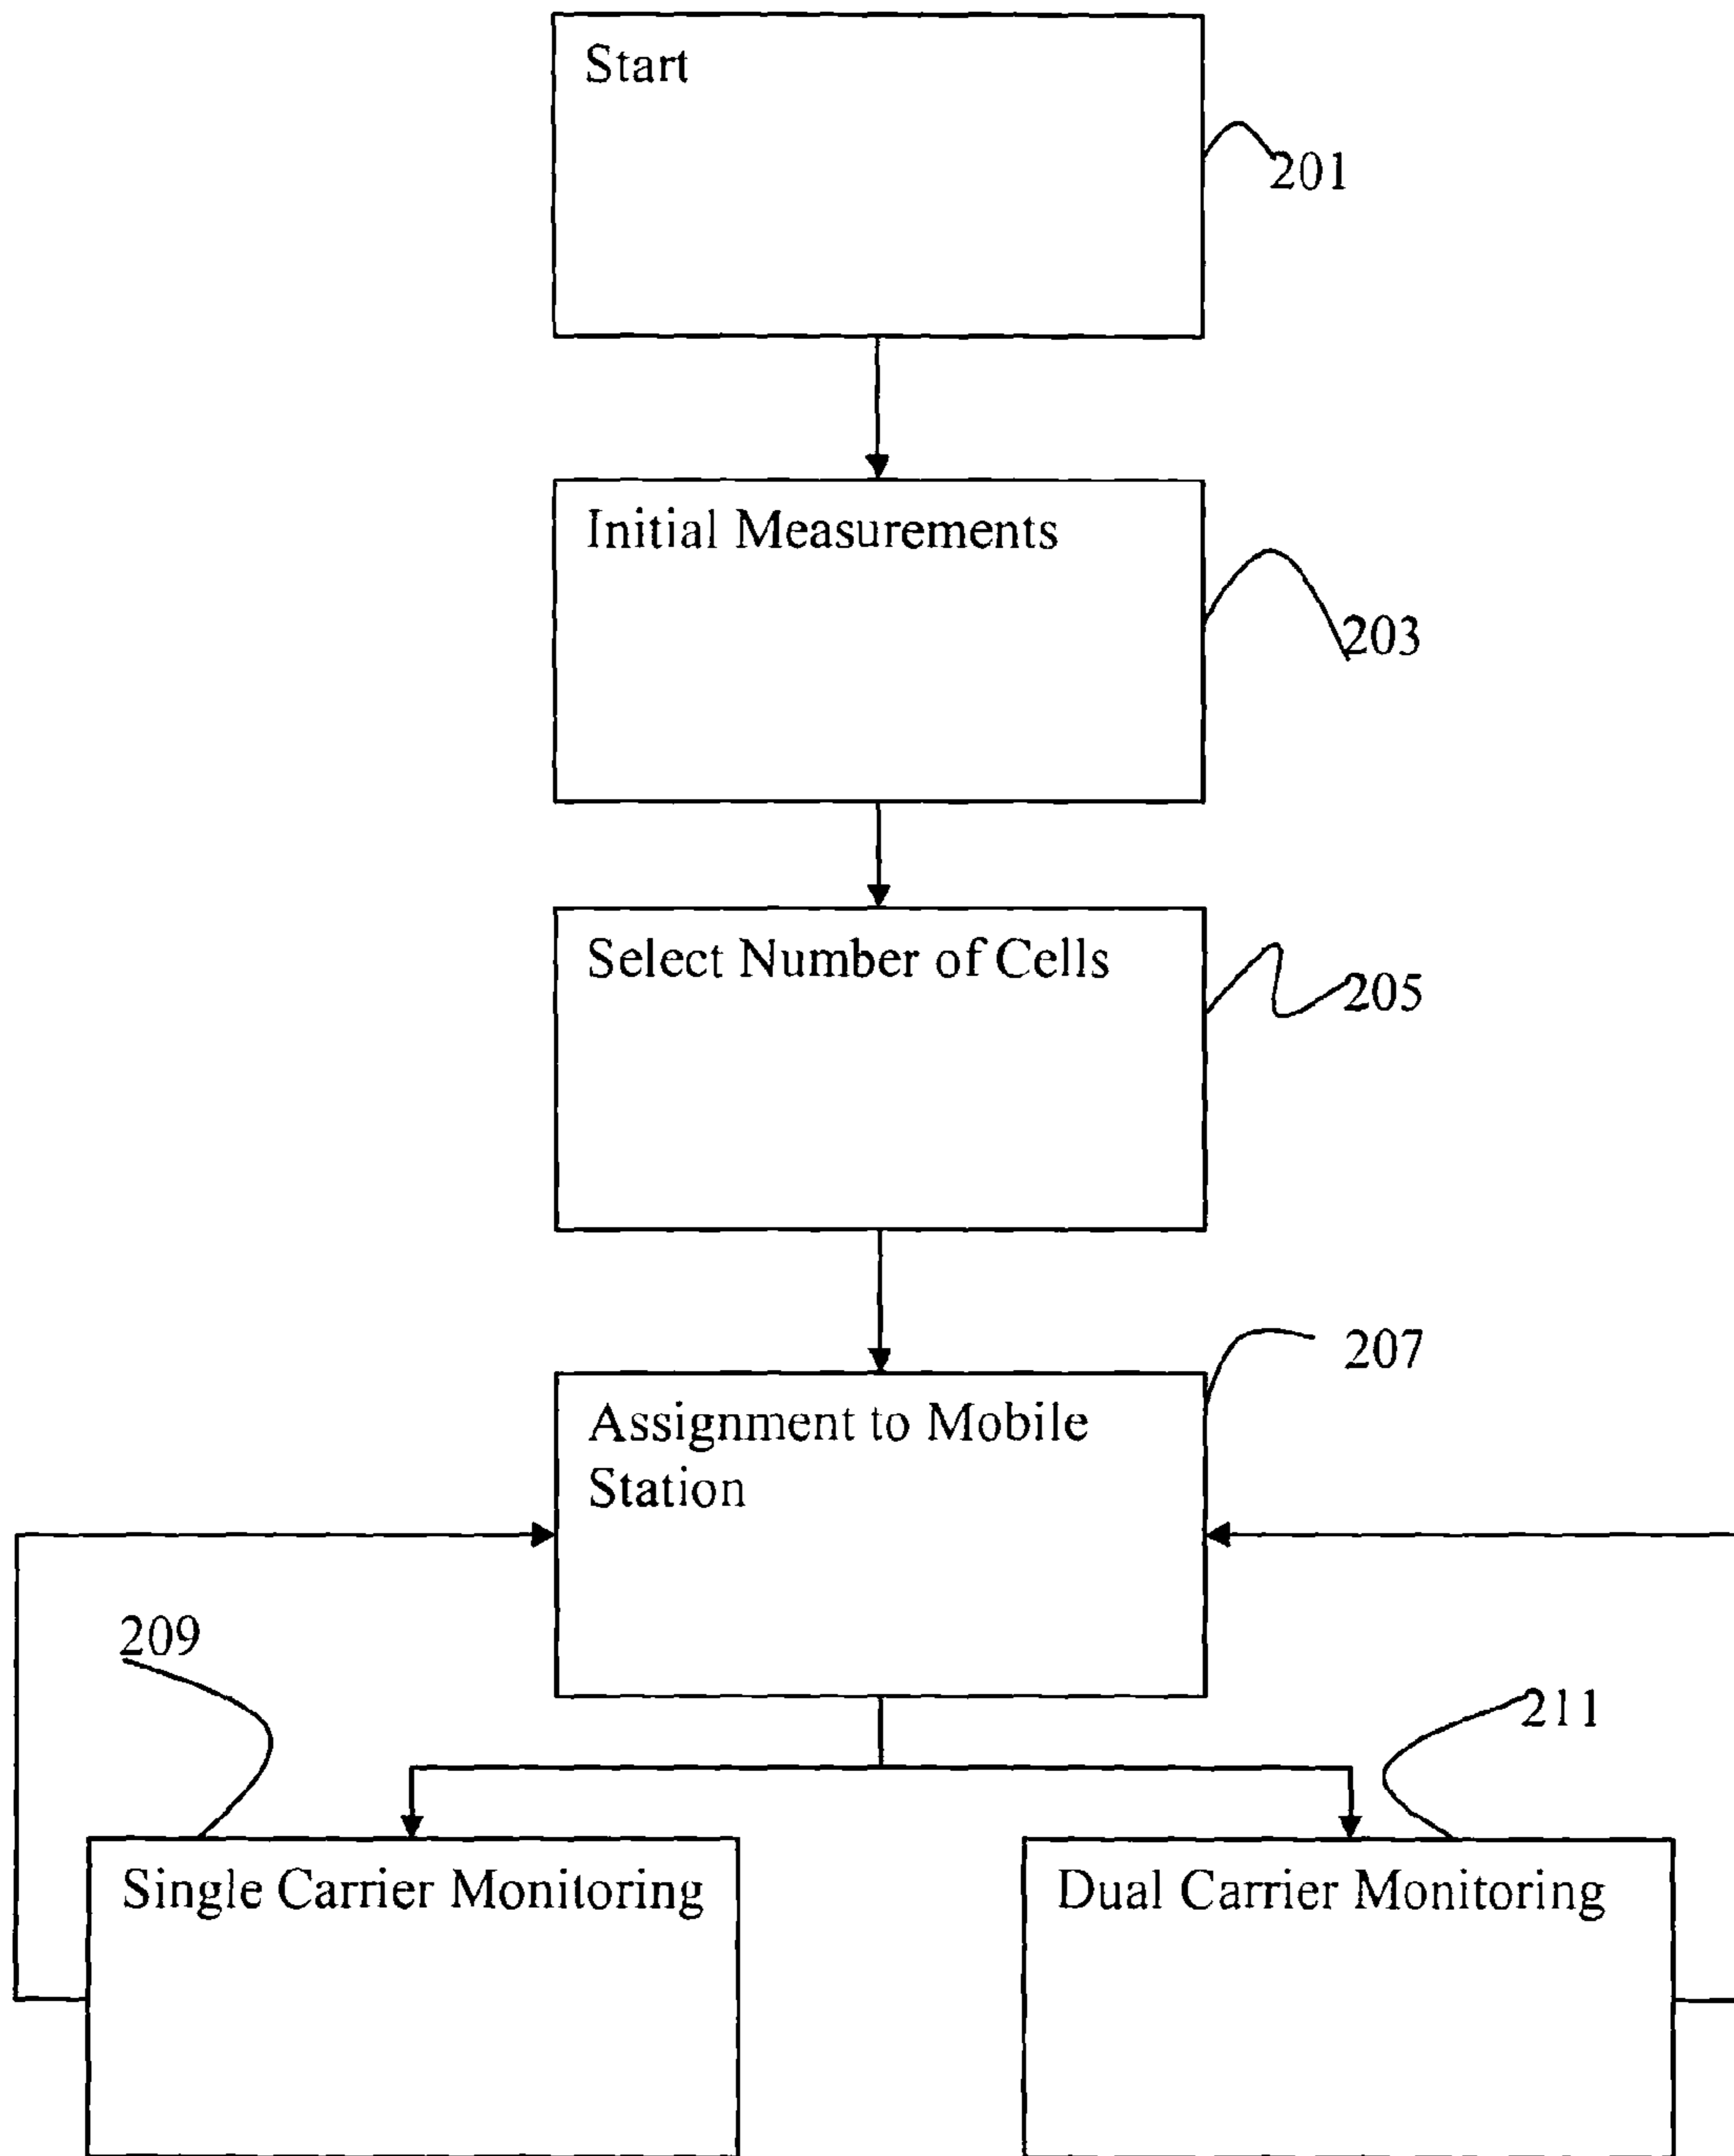 Start
201
Initial Measurements
203
Select Number of Cells
205
207
Assignment to Mobile
Station
209
211
Single Carrier Monitoring
Dual Carrier Monitoring